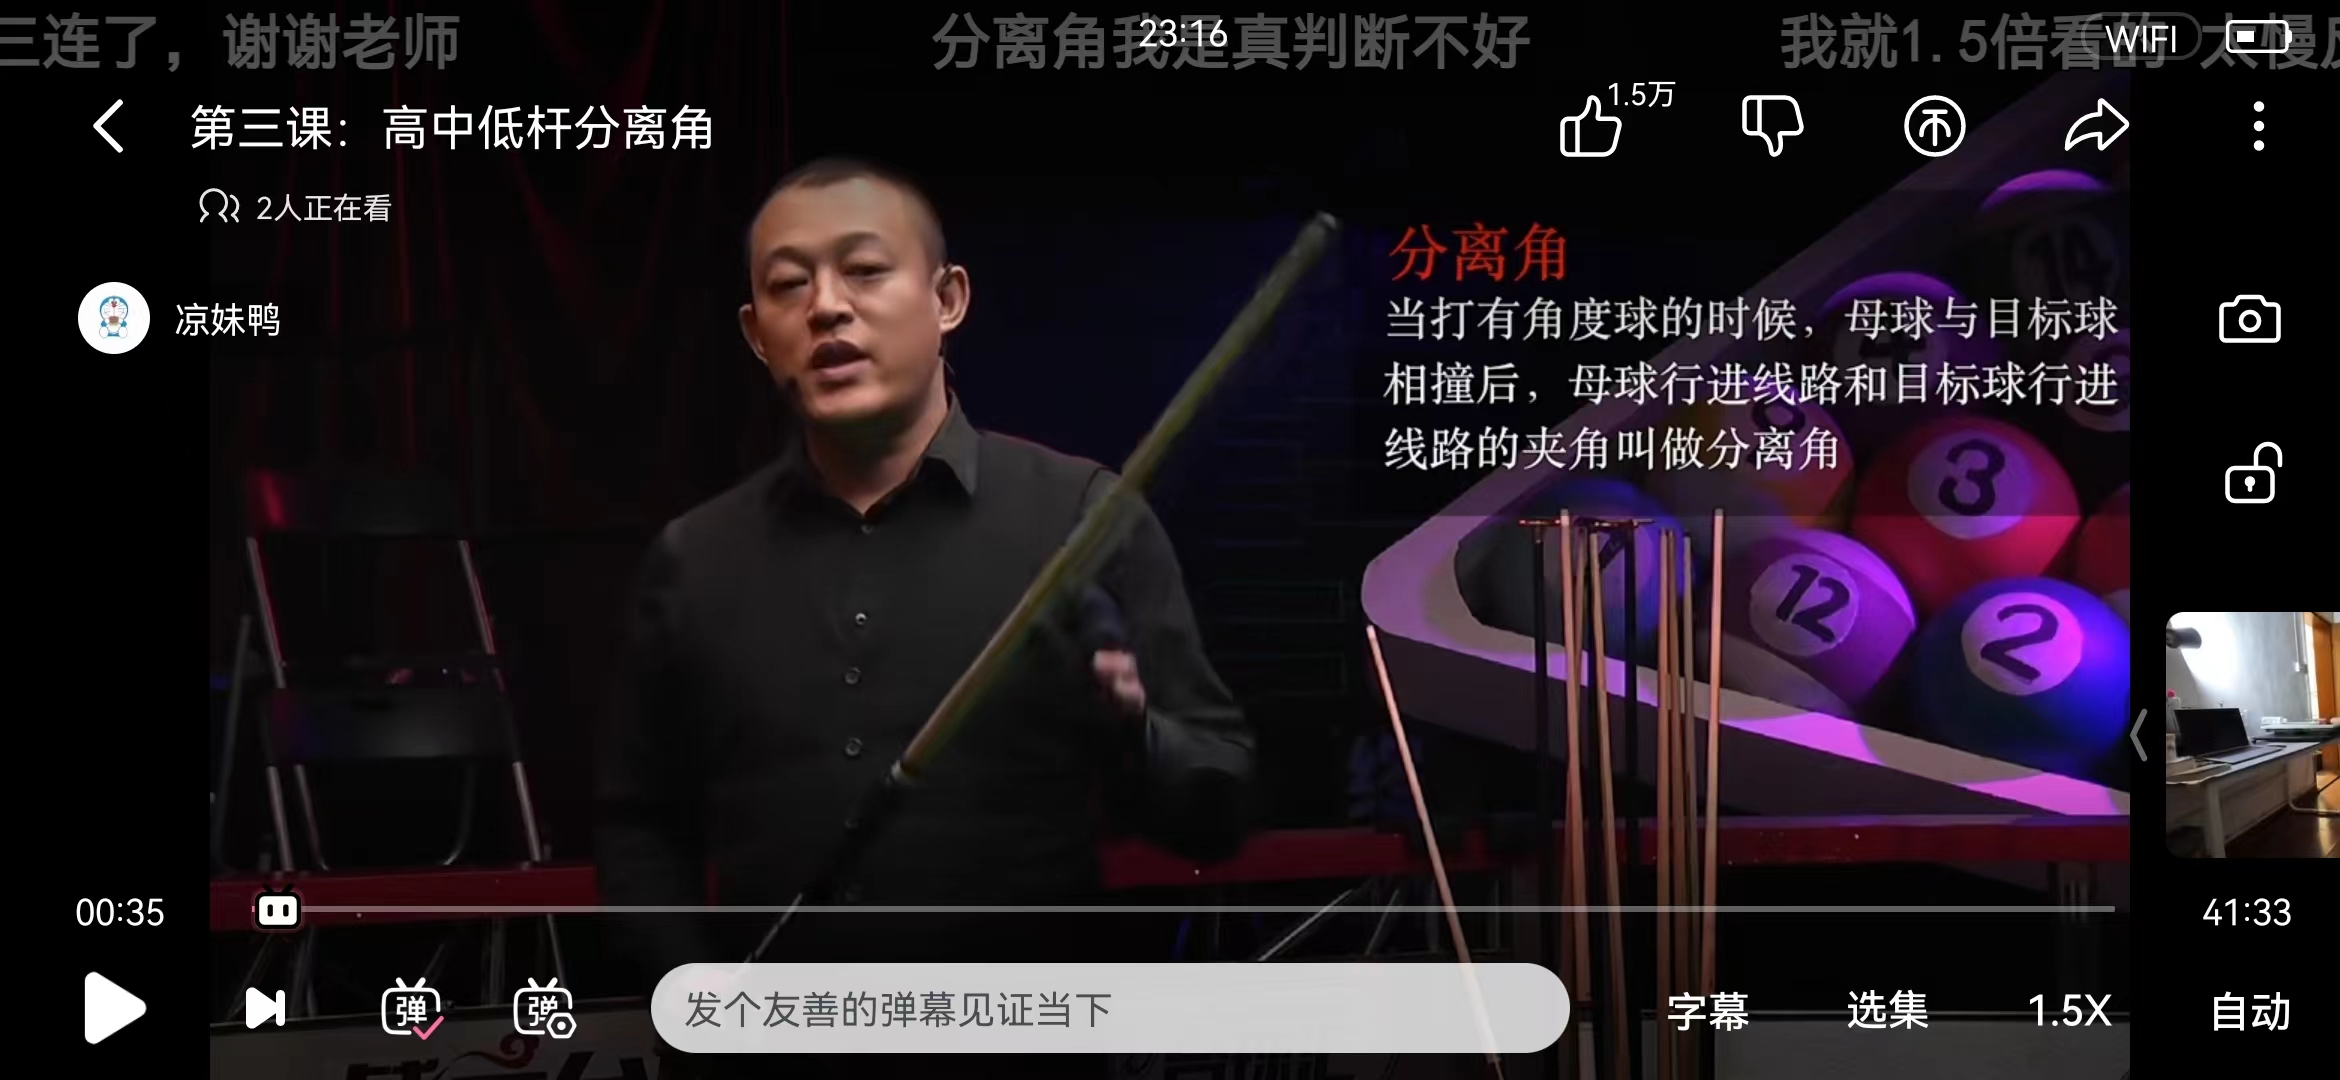 三连了，谢谢老师
分离角我是真判断不好
我就1.5倍看的
23:16
WIFI
第三课：高中低杆分离角
1.5万
2人正在看
凉妹鸭
分离角
当打有角度球的时候，母球与目标球
相撞后，母球行进线路和目标球行进
线路的夹角叫做分离角
14
9
3
7
12
2
00:35
41:33
弹
弹
发个友善的弹幕见证当下
字幕
选集
1.5X
自动